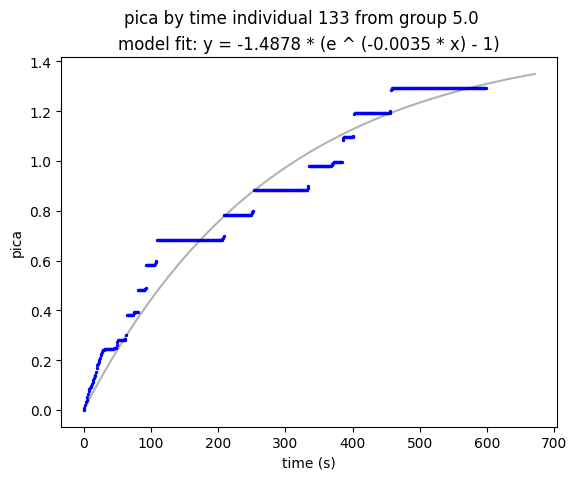 pica by time individual 133 from group 5.0
model fit: y = -1.4878 * (e ^ (-0.0035 * x) - 1)
1.4
1.2
1.0
0.8
0.6
0.4
0.2
0.0
pica
0 100 200 300 400 500 600 700
time (s)